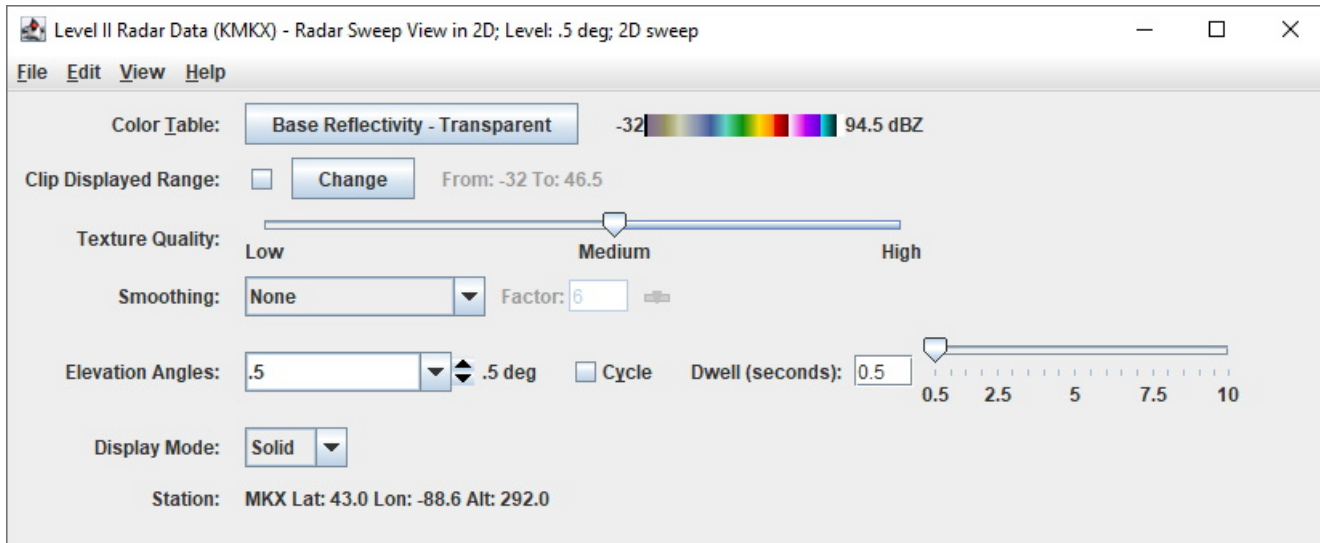 Level II Radar Data (KMKX) - Radar Sweep View in 2D; Level: .5 deg; 2D sweep
File Edit View Help
Color Table: Base Reflectivity - Transparent -32 94.5 dBZ
Clip Displayed Range: Change From: -32 To: 46.5
Texture Quality:
Low Medium High
Smoothing: None Factor: 6
Elevation Angles: .5 .5 deg Cycle Dwell (seconds): 0.5
0.5 2.5 5 7.5 10
Display Mode: Solid
Station: MKX Lat: 43.0 Lon: -88.6 Alt: 292.0